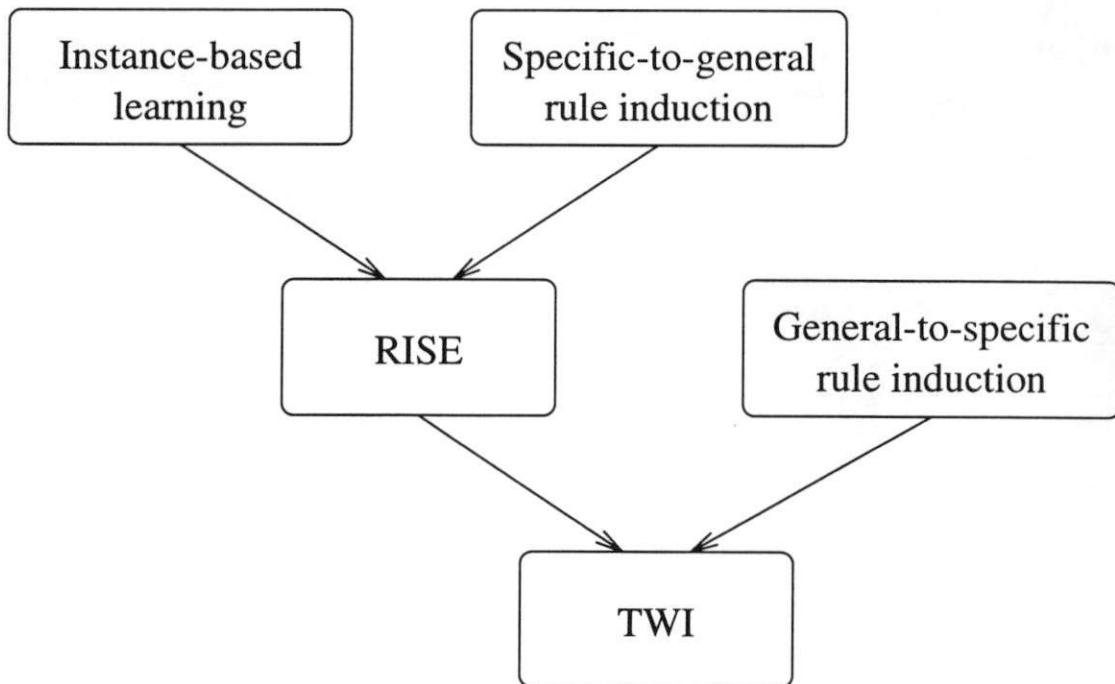 Instance-based
learning
Specific-to-general
rule induction
RISE
General-to-specific
rule induction
TWI